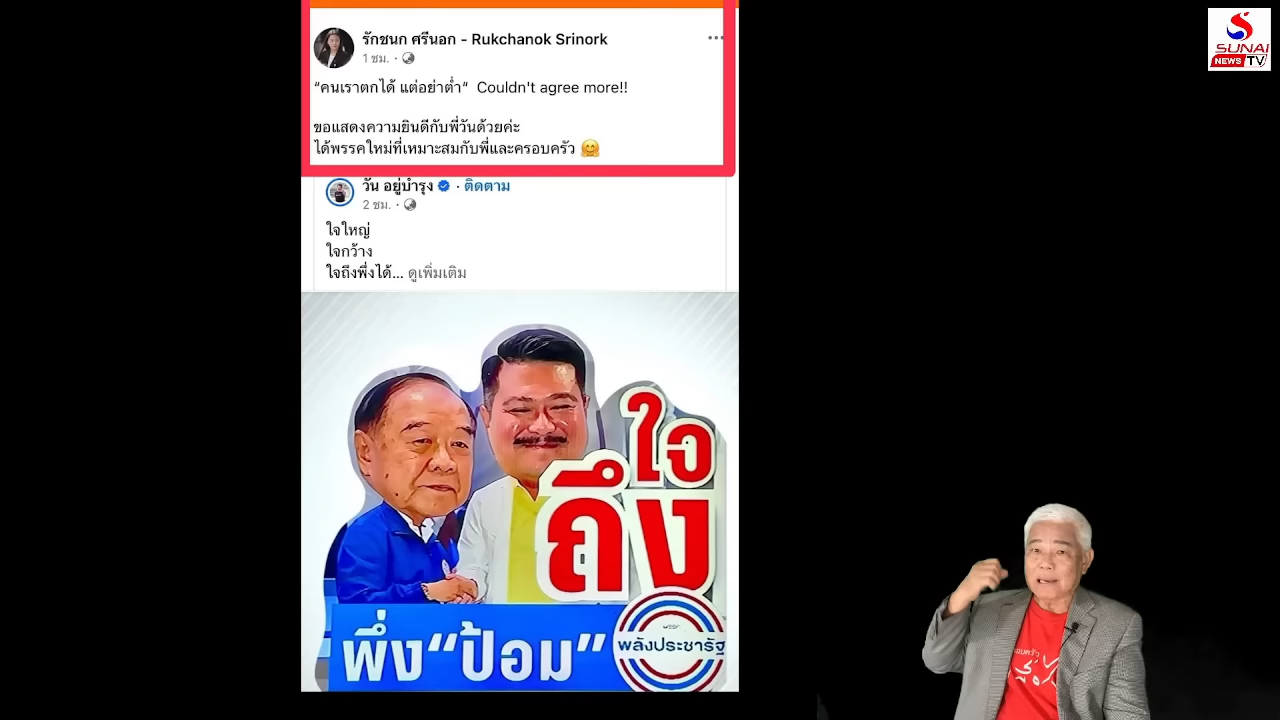 รักชนก ศรีนอก - Rukchanok Srinork
1 ชม. ·
“คนเราตกได้ แต่อย่าต่ำ“ Couldn't agree more!!
ขอแสดงความยินดีกับพี่วันด้วยค่ะ
ได้พรรคใหม่ที่เหมาะสมกับพี่และครอบครัว 🤗
วัน อยู่บำรุง · ติดตาม
2 ชม. ·
ใจใหญ่
ใจกว้าง
ใจถึงพึ่งได้... ดูเพิ่มเติม
ใจ
ถึง
พึ่ง“ป้อม”
พรรค
พลังประชารัฐ
SUNAI
NEWS TV